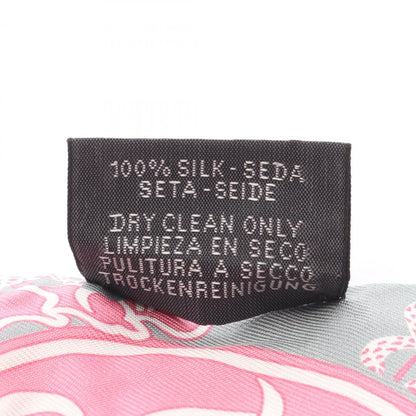 100% SILK-SEDA
SETA-SEIDE
DRY CLEAN ONLY
LIMPIEZA EN SECO
PULITURA A SECCO
TROCKENREINIGUNG